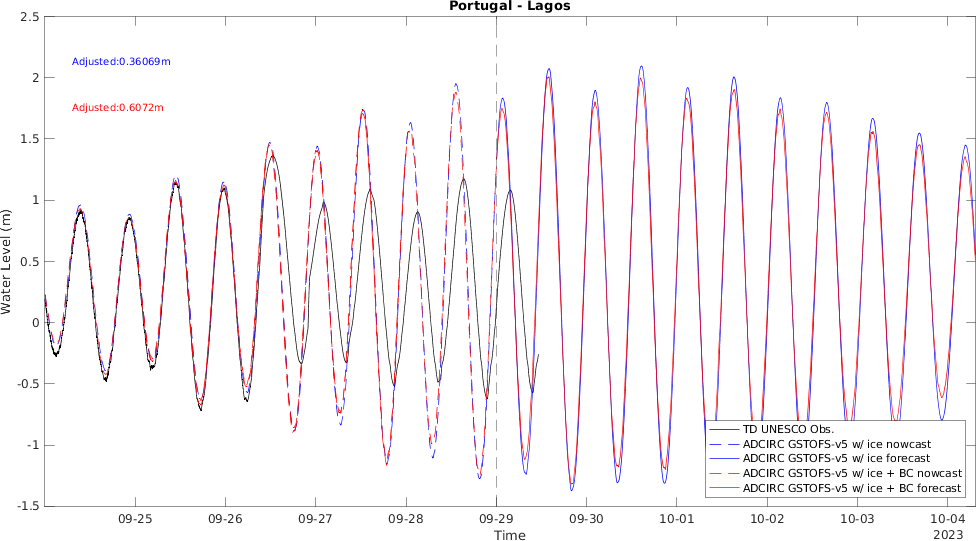 Portugal - Lagos
2.5
Adjusted:0.36069m
2
Adjusted:0.6072m
1.5
1
0.5
0
-0.5
-1
-1.5
Water Level (m)
TD UNESCO Obs.
ADCIRC GSTOFS-v5 w/ ice nowcast
ADCIRC GSTOFS-v5 w/ ice forecast
ADCIRC GSTOFS-v5 w/ ice + BC nowcast
ADCIRC GSTOFS-v5 w/ ice + BC forecast
09-25 09-26 09-27 09-28 09-29 09-30 10-01 10-02 10-03 10-04
Time
2023